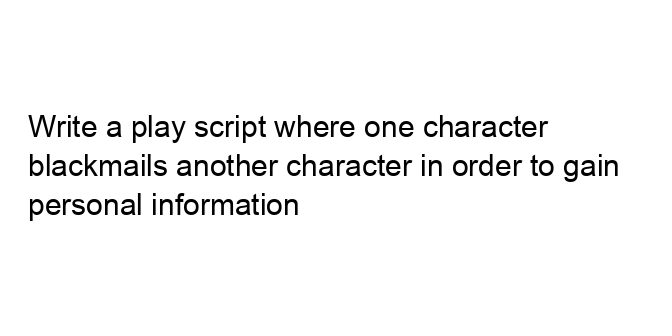 Write a play script where one character
blackmails another character in order to gain
personal information